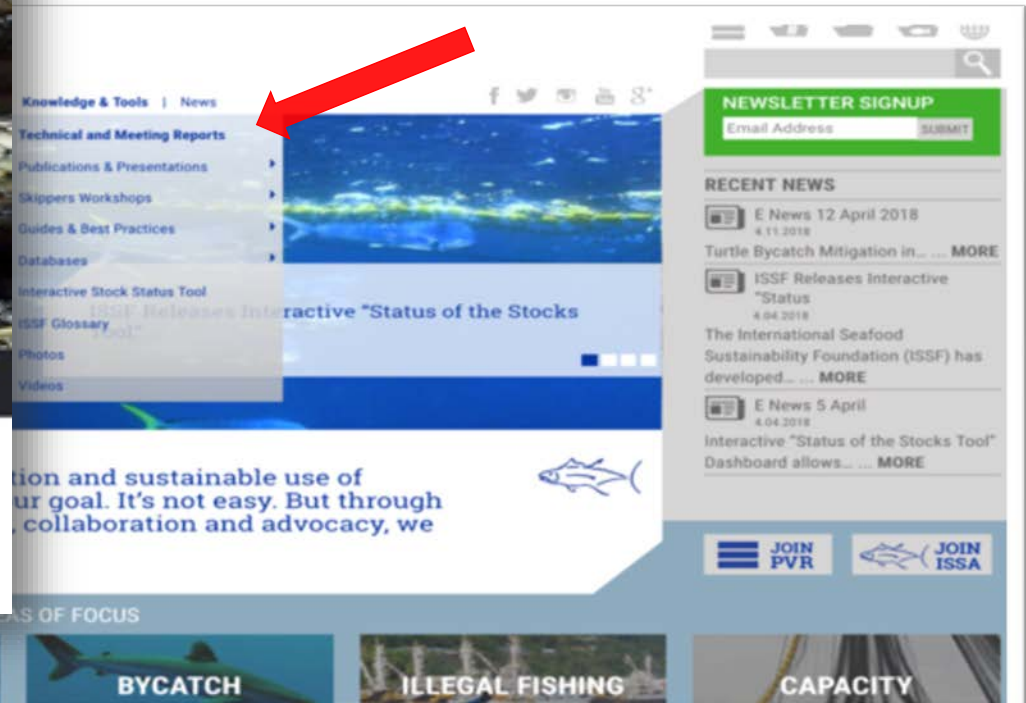 Knowledge & Tools | News
Technical and Meeting Reports
Publications & Presentations
Skippers Workshops
Guides & Best Practices
Databases
Interactive Stock Status Tool
ISSF Glossary
Photos
Videos
ISSF Releases Interactive "Status of the Stocks
Tool"
tion and sustainable use of
ur goal. It's not easy. But through
, collaboration and advocacy, we
NEWSLETTER SIGNUP
Email Address SUBMIT
RECENT NEWS
E News 12 April 2018
4.11.2018
Turtle Bycatch Mitigation in... ... MORE
ISSF Releases Interactive
"Status
4.04.2018
The International Seafood
Sustainability Foundation (ISSF) has
developed... ... MORE
E News 5 April
4.04.2018
Interactive "Status of the Stocks Tool"
Dashboard allows... ... MORE
JOIN
PVR
JOIN
ISSA
AS OF FOCUS
BYCATCH
ILLEGAL FISHING
CAPACITY